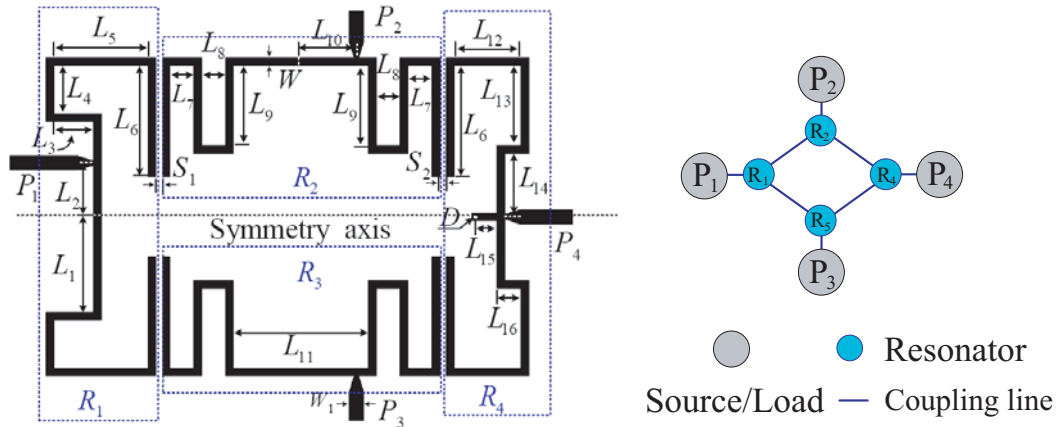 L5
L8
L10
P2
L12
W
L8
L4
L6
L7
L9
L9
L7
L6
L13
L3
P1
S1
S2
L2
R2
L14
Symmetry axis
D
L15
P4
L1
R3
L16
L11
R1
W1
P3
R4
P2
R2
P1
R1
R4
P4
R5
P3
Resonator
Source/Load
Coupling line